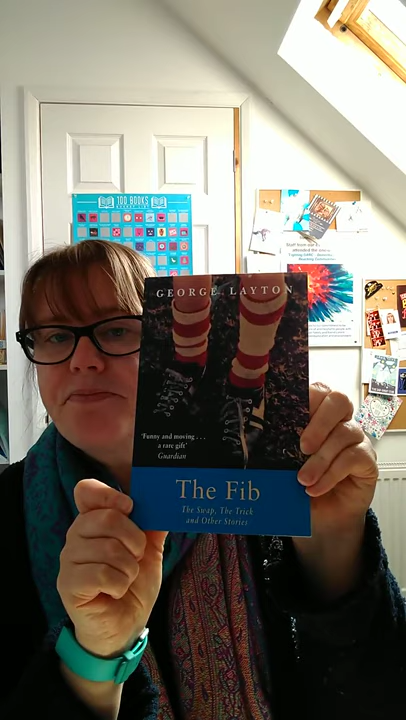 100 BOOKS
GEORGE LAYTON
'Funny and moving . . .
a rare gift'
Guardian
The Fib
The Swap, The Trick
and Other Stories